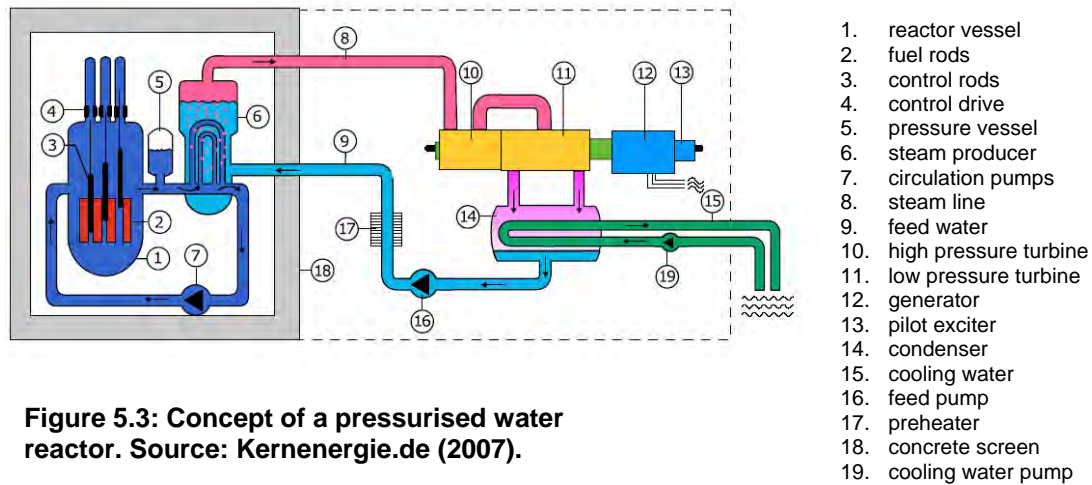 8
10
11
12
13
5
4
6
3
9
14
15
2
17
1
7
18
19
16
1. reactor vessel
2. fuel rods
3. control rods
4. control drive
5. pressure vessel
6. steam producer
7. circulation pumps
8. steam line
9. feed water
10. high pressure turbine
11. low pressure turbine
12. generator
13. pilot exciter
14. condenser
15. cooling water
16. feed pump
17. preheater
18. concrete screen
19. cooling water pump
Figure 5.3: Concept of a pressurised water
reactor. Source: Kernenergie.de (2007).